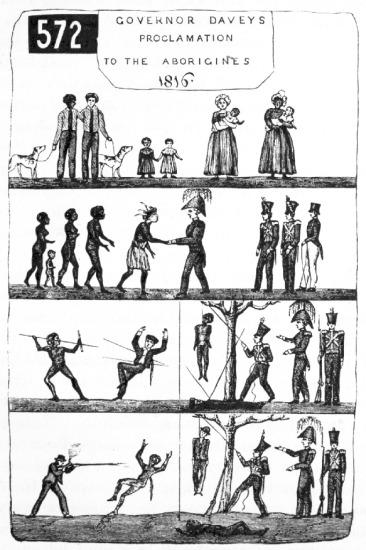 572
GOVERNOR DAVEYS
PROCLAMATION
TO THE ABORIGINES
1816.